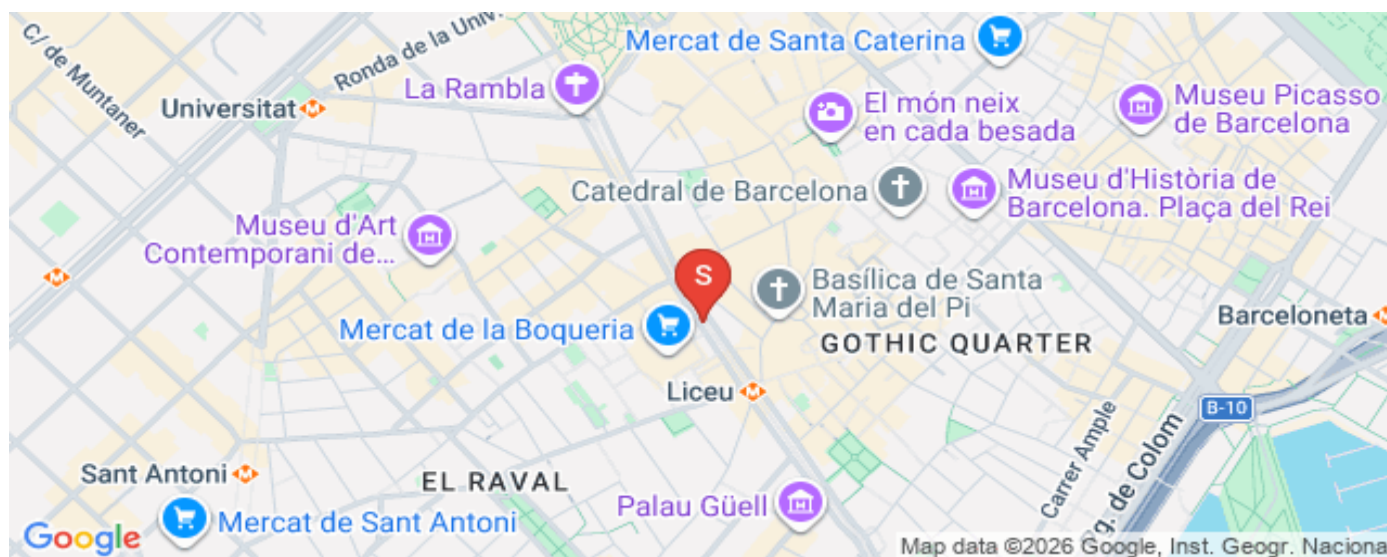 C/ de Muntaner
Ronda de la Univ.
Mercat de Santa Caterina
La Rambla
Universitat
El món neix
en cada besada
Museu Picasso
de Barcelona
Catedral de Barcelona
Museu d'Història de
Barcelona. Plaça del Rei
Museu d'Art
Contemporani de...
S
Basílica de Santa
Maria del Pi
Mercat de la Boqueria
Barceloneta
GOTHIC QUARTER
Liceu
B-10
Carrer Ample
g. de Colom
Sant Antoni
EL RAVAL
Palau Güell
Mercat de Sant Antoni
Google
Map data ©2026 Google, Inst. Geogr. Naciona